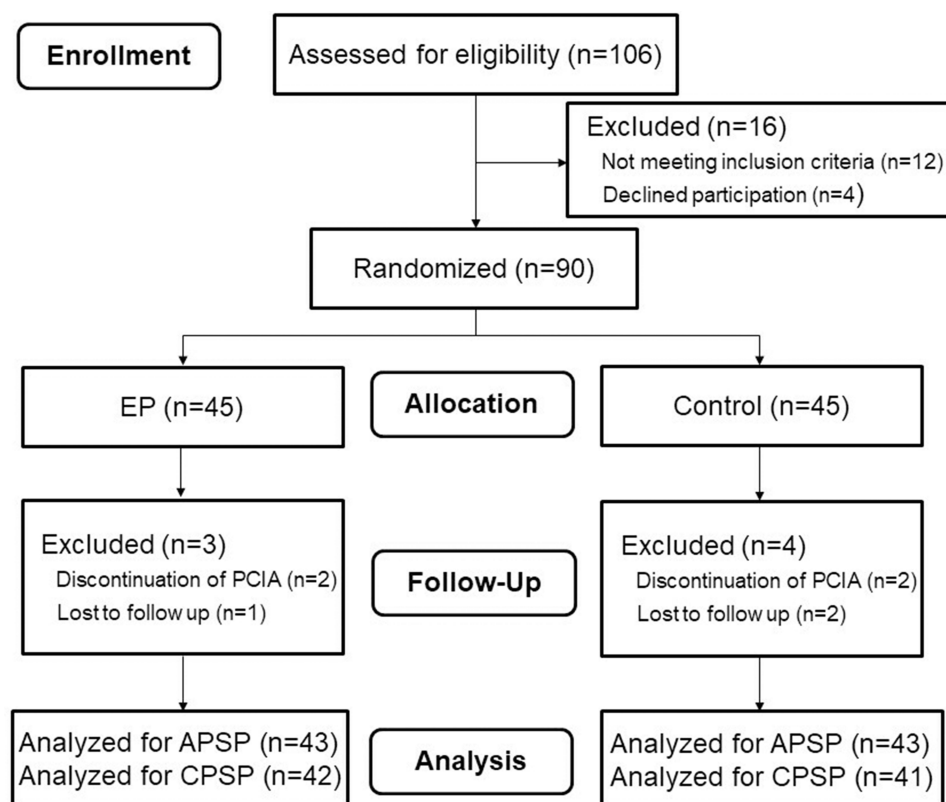 Enrollment
Assessed for eligibility (n=106)
Excluded (n=16)
Not meeting inclusion criteria (n=12)
Declined participation (n=4)
Randomized (n=90)
EP (n=45)
Allocation
Control (n=45)
Excluded (n=3)
Discontinuation of PCIA (n=2)
Lost to follow up (n=1)
Follow-Up
Excluded (n=4)
Discontinuation of PCIA (n=2)
Lost to follow up (n=2)
Analyzed for APSP (n=43)
Analyzed for CPSP (n=42)
Analysis
Analyzed for APSP (n=43)
Analyzed for CPSP (n=41)